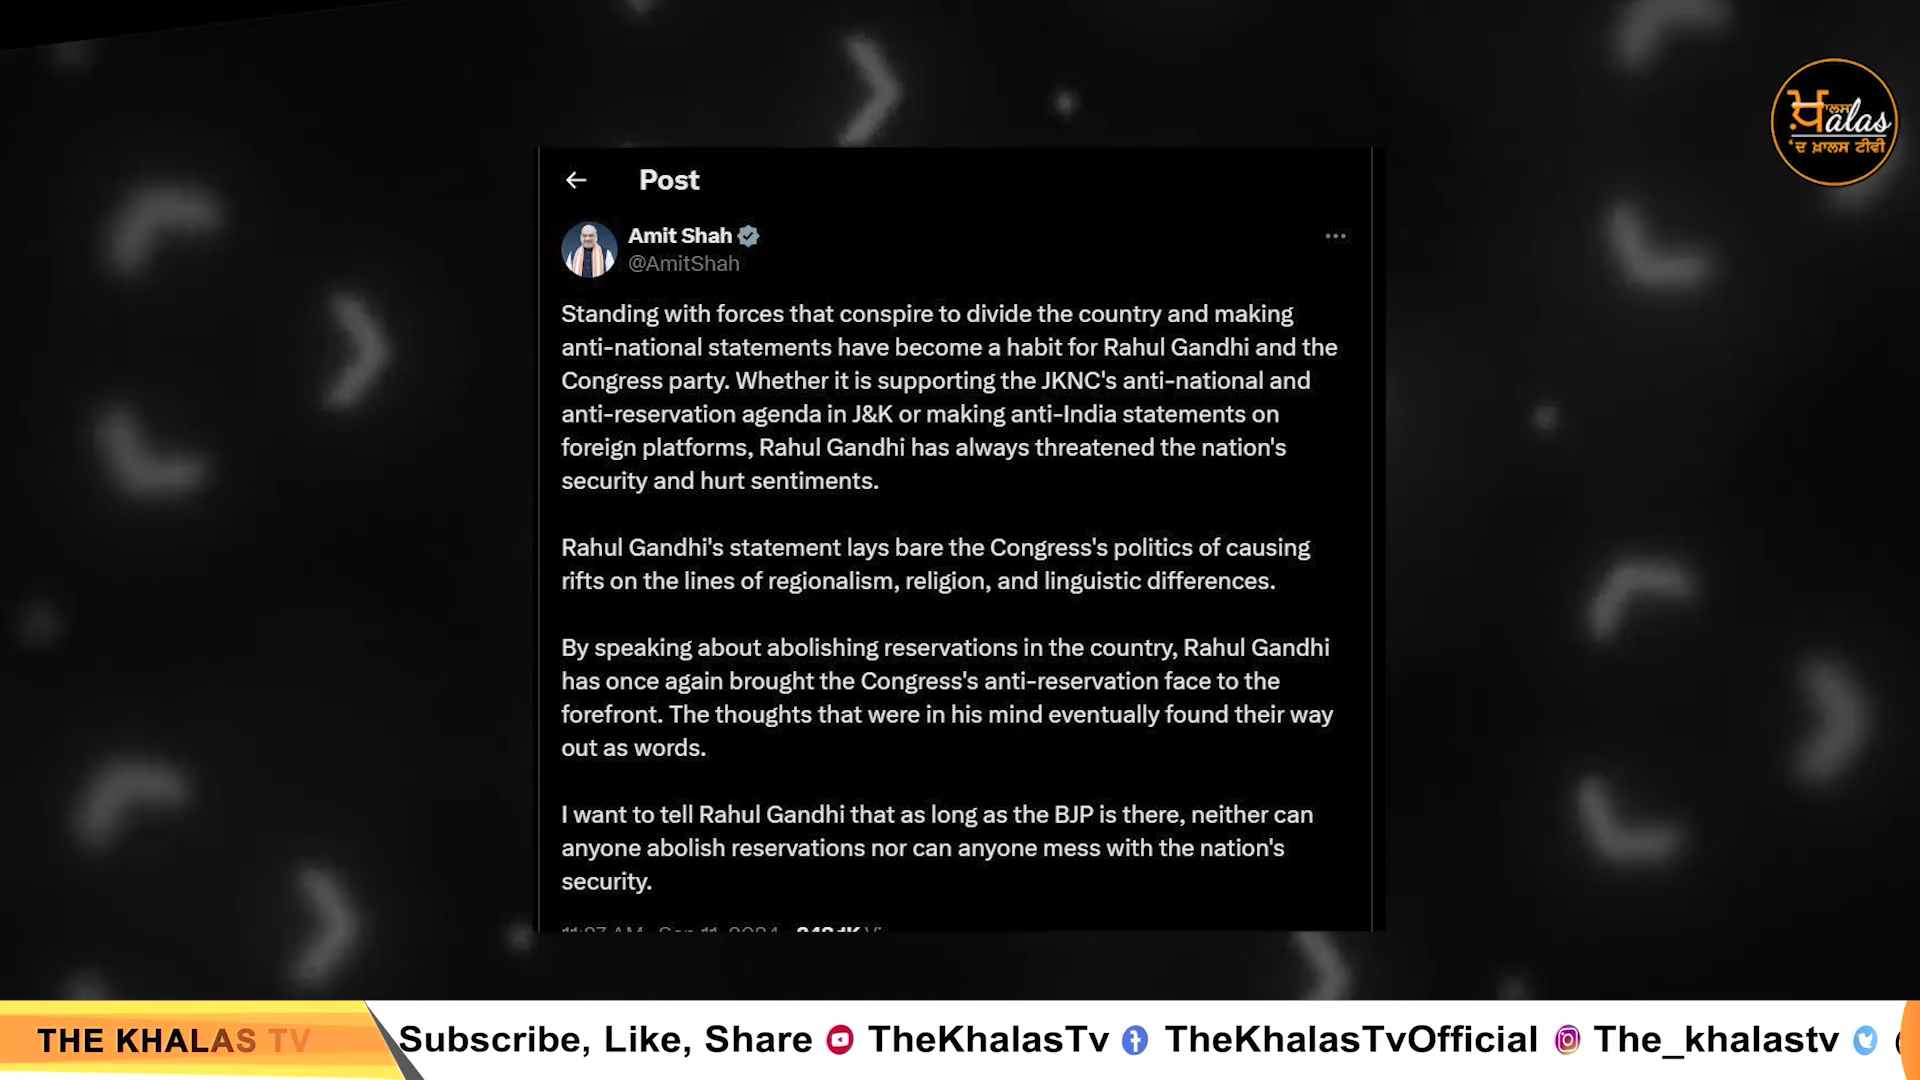 Post
Amit Shah
@AmitShah
Standing with forces that conspire to divide the country and making
anti-national statements have become a habit for Rahul Gandhi and the
Congress party. Whether it is supporting the JKNC's anti-national and
anti-reservation agenda in J&K or making anti-India statements on
foreign platforms, Rahul Gandhi has always threatened the nation's
security and hurt sentiments.
Rahul Gandhi's statement lays bare the Congress's politics of causing
rifts on the lines of regionalism, religion, and linguistic differences.
By speaking about abolishing reservations in the country, Rahul Gandhi
has once again brought the Congress's anti-reservation face to the
forefront. The thoughts that were in his mind eventually found their way
out as words.
I want to tell Rahul Gandhi that as long as the BJP is there, neither can
anyone abolish reservations nor can anyone mess with the nation's
security.
ਖ਼ਾਲਸ
alas
'ਦ ਖ਼ਾਲਸ ਟੀਵੀ
THE KHALAS TV
Subscribe, Like, Share TheKhalasTv TheKhalasTvOfficial The_khalastv